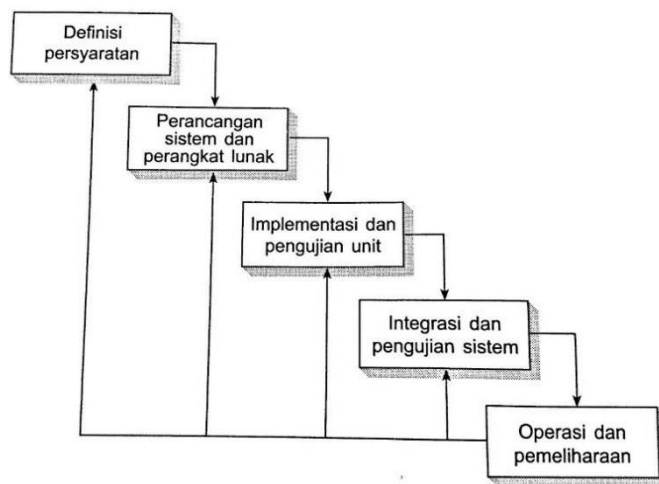 Definisi
persyaratan
Perancangan
sistem dan
perangkat lunak
Implementasi dan
pengujian unit
Integrasi dan
pengujian sistem
Operasi dan
pemeliharaan